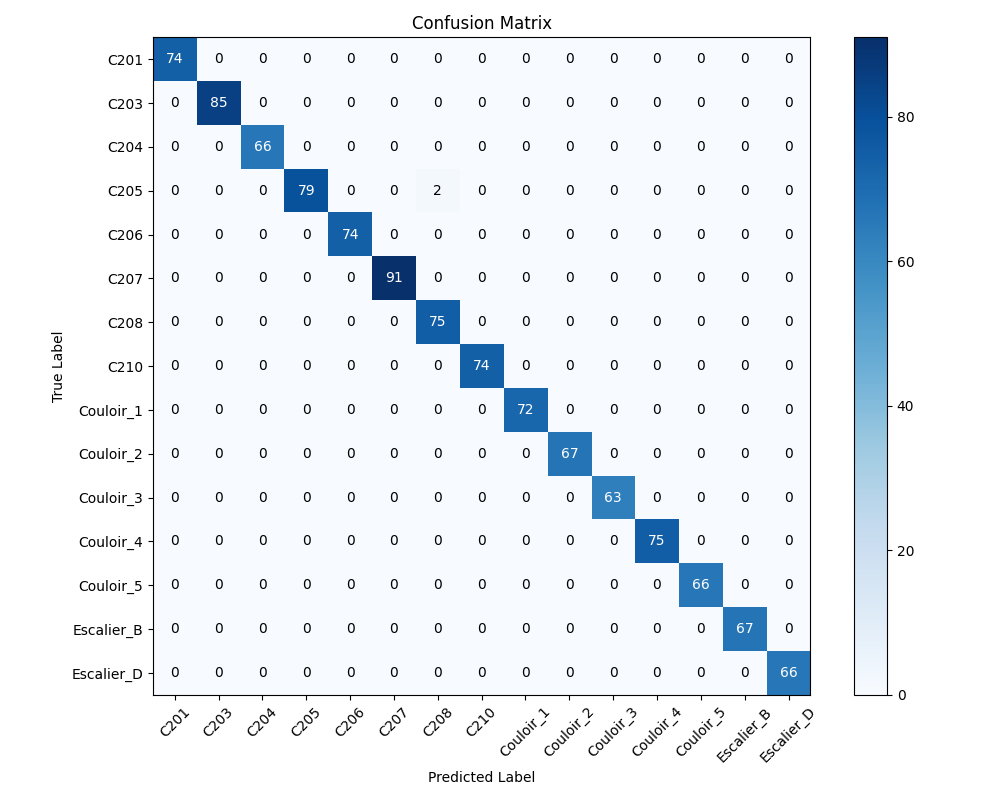 Confusion Matrix
True Label
C201 74 0 0 0 0 0 0 0 0 0 0 0 0 0 0
C203 0 85 0 0 0 0 0 0 0 0 0 0 0 0 0
C204 0 0 66 0 0 0 0 0 0 0 0 0 0 0 0
C205 0 0 0 79 0 0 2 0 0 0 0 0 0 0 0
C206 0 0 0 0 74 0 0 0 0 0 0 0 0 0 0
C207 0 0 0 0 0 91 0 0 0 0 0 0 0 0 0
C208 0 0 0 0 0 0 75 0 0 0 0 0 0 0 0
C210 0 0 0 0 0 0 0 74 0 0 0 0 0 0 0
Couloir_1 0 0 0 0 0 0 0 0 72 0 0 0 0 0 0
Couloir_2 0 0 0 0 0 0 0 0 0 67 0 0 0 0 0
Couloir_3 0 0 0 0 0 0 0 0 0 0 63 0 0 0 0
Couloir_4 0 0 0 0 0 0 0 0 0 0 0 75 0 0 0
Couloir_5 0 0 0 0 0 0 0 0 0 0 0 0 66 0 0
Escalier_B 0 0 0 0 0 0 0 0 0 0 0 0 0 67 0
Escalier_D 0 0 0 0 0 0 0 0 0 0 0 0 0 0 66
C201 C203 C204 C205 C206 C207 C208 C210 Couloir_1 Couloir_2 Couloir_3 Couloir_4 Couloir_5 Escalier_B Escalier_D
Predicted Label
80
60
40
20
0